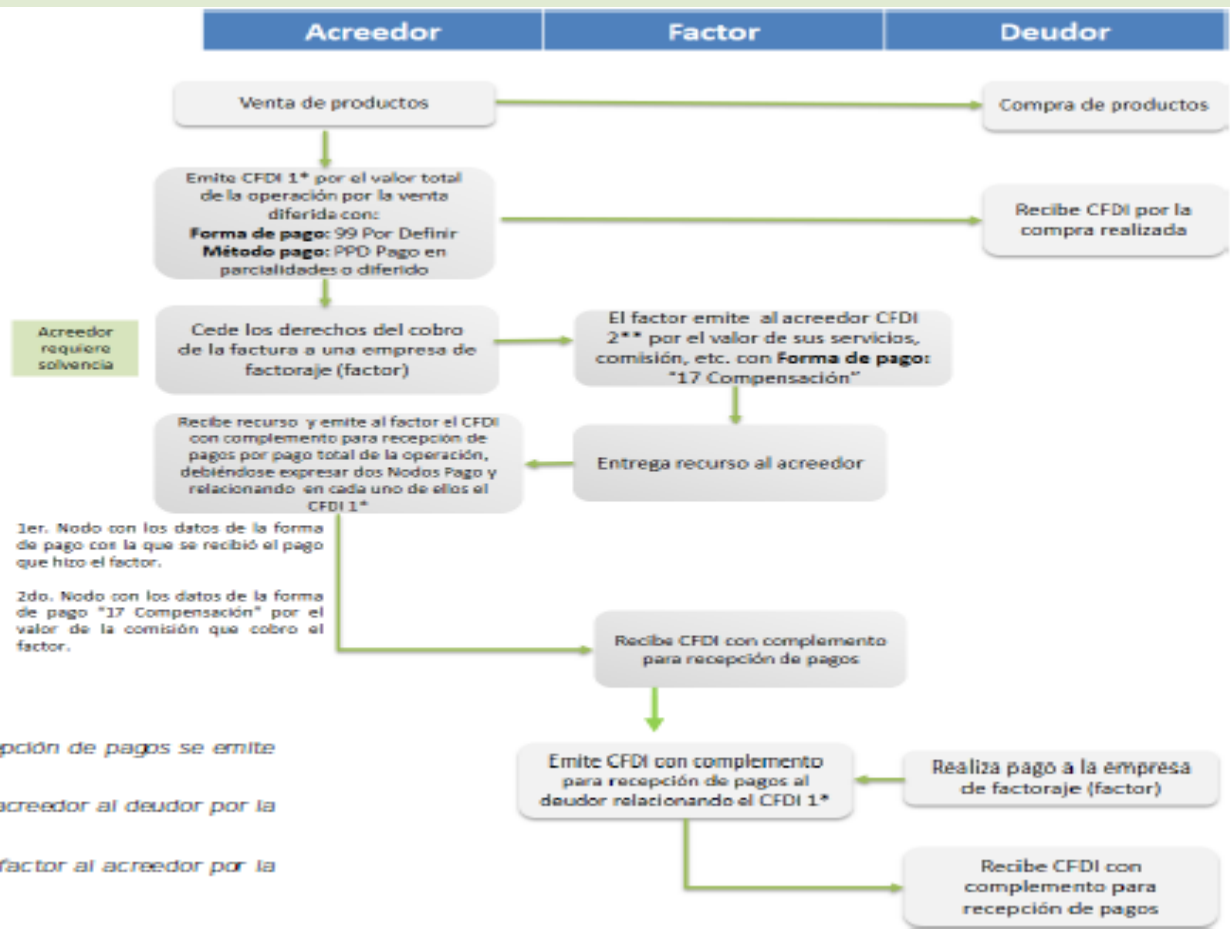 Acreedor
Factor
Deudor
Venta de productos
Compra de productos
Emite CFDI 1* por el valor total
de la operación por la venta
diferida con:
Forma de pago: 99 Por Definir
Método pago: PPD Pago en
parcialidades o diferido
Recibe CFDI por la
compra realizada
Acreedor
requiere
solvencia
Cede los derechos del cobro
de la factura a una empresa de
factoraje (factor)
El factor emite al acreedor CFDI
2** por el valor de sus servicios,
comisión, etc. con Forma de pago:
"17 Compensación"
Recibe recurso y emite al factor el CFDI
con complemento para recepción de
pagos por pago total de la operación,
debiéndose expresar dos Nodos Pago y
relacionando en cada uno de ellos el
CFDI 1*
Entrega recurso al acreedor
1er. Nodo con los datos de la forma
de pago con la que se recibió el pago
que hizo el factor.
2do. Nodo con los datos de la forma
de pago "17 Compensación" por el
valor de la comisión que cobro el
factor.
Recibe CFDI con complemento
para recepción de pagos
epción de pagos se emite
acreedor al deudor por la
factor al acreedor por la
Emite CFDI con complemento
para recepción de pagos al
deudor relacionando el CFDI 1*
Realiza pago a la empresa
de factoraje (factor)
Recibe CFDI con
complemento para
recepción de pagos